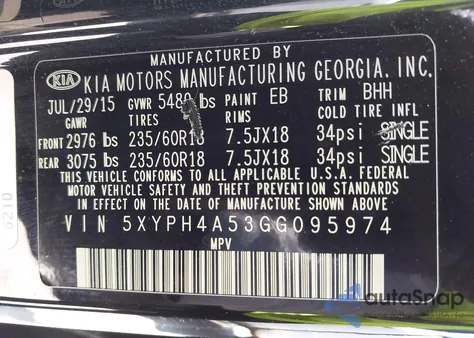 MANUFACTURED BY
KIA KIA MOTORS MANUFACTURING GEORGIA, INC.
JUL/29/15 GVWR 5480 lbs PAINT EB TRIM BHH
GAWR TIRES RIMS COLD TIRE INFL
FRONT 2976 lbs 235/60R18 7.5JX18 34psi SINGLE
REAR 3075 lbs 235/60R18 7.5JX18 34psi SINGLE
THIS VEHICLE CONFORMS TO ALL APPLICABLE U.S.A. FEDERAL
MOTOR VEHICLE SAFETY AND THEFT PREVENTION STANDARDS
IN EFFECT ON THE DATE OF MANUFACTURE SHOWN ABOVE
VIN 5XYPH4A53GG095974
MPV
6210
autoSnap